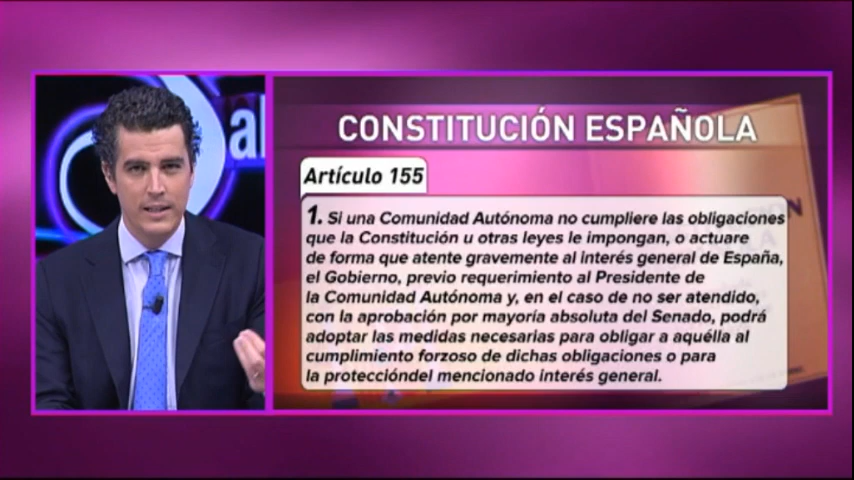 al
CONSTITUCIÓN ESPAÑOLA
Artículo 155
1. Si una Comunidad Autónoma no cumpliere las obligaciones
que la Constitución u otras leyes le impongan, o actuare
de forma que atente gravemente al interés general de España,
el Gobierno, previo requerimiento al Presidente de
la Comunidad Autónoma y, en el caso de no ser atendido,
con la aprobación por mayoría absoluta del Senado, podrá
adoptar las medidas necesarias para obligar a aquélla al
cumplimiento forzoso de dichas obligaciones o para
la proteccióndel mencionado interés general.